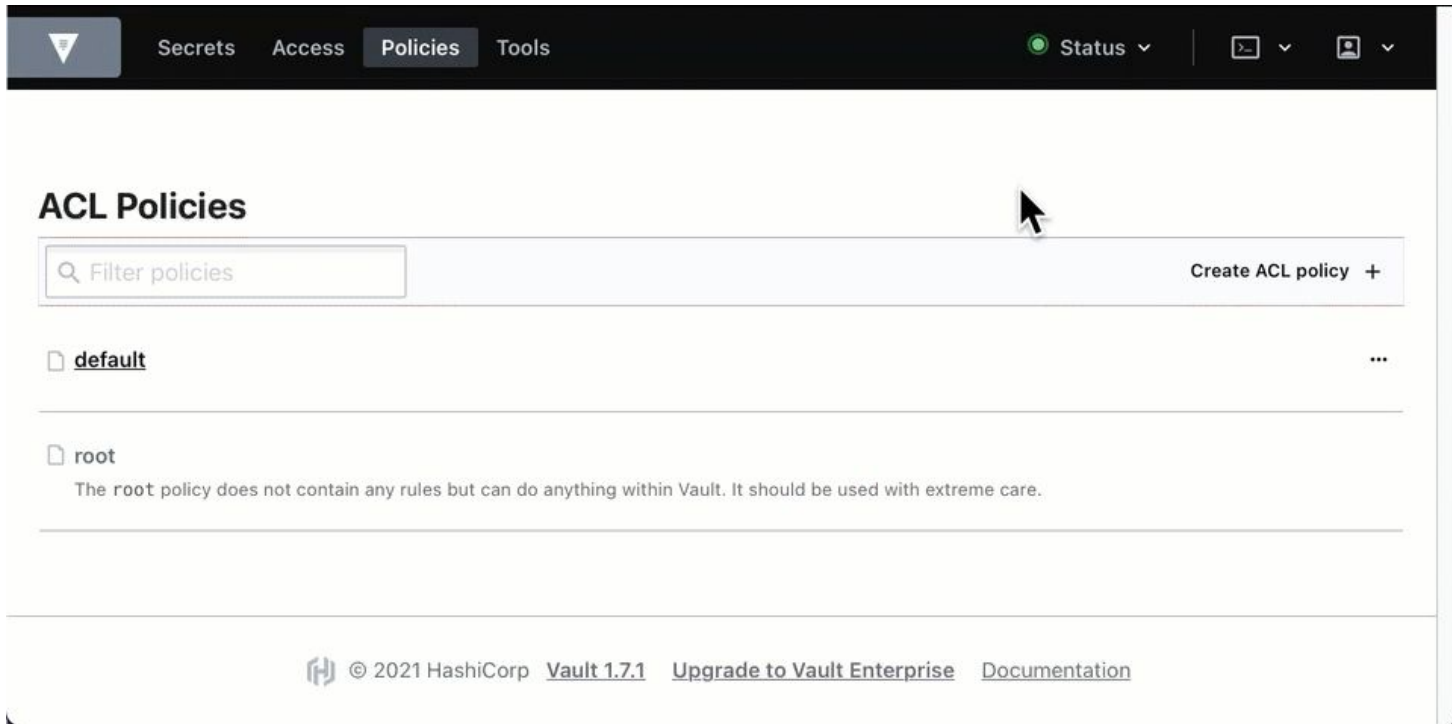 Secrets Access Policies Tools Status
ACL Policies
Filter policies Create ACL policy +
default
root
The root policy does not contain any rules but can do anything within Vault. It should be used with extreme care.
© 2021 HashiCorp Vault 1.7.1 Upgrade to Vault Enterprise Documentation